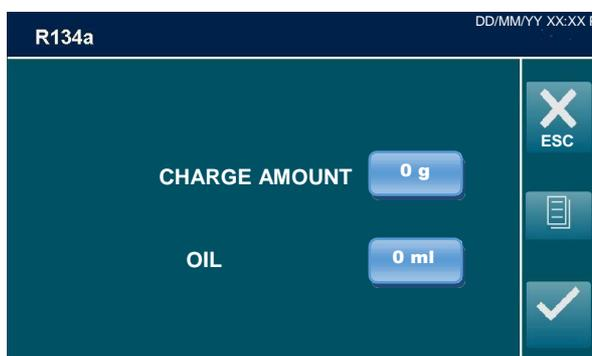 DD/MM/YY XX:XX
R134a
ESC
CHARGE AMOUNT 0 g
OIL 0 ml